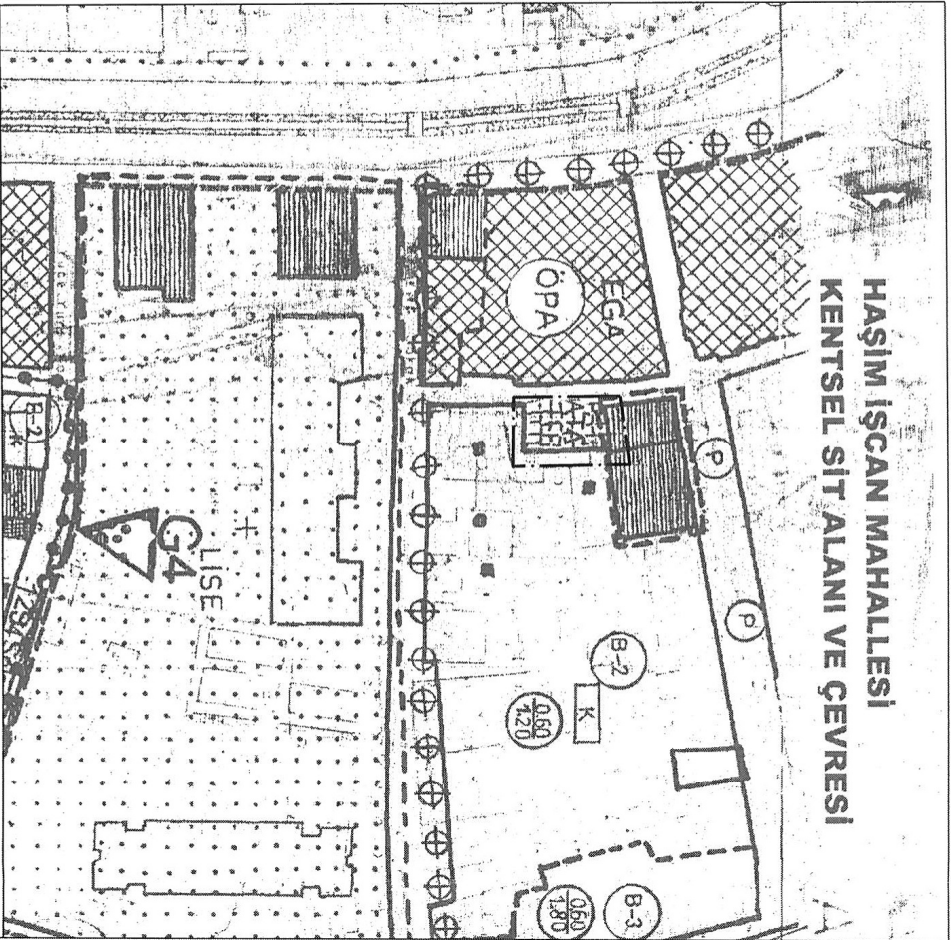 HAŞİM İŞCAN MAHALLESİ
KENTSEL SİT ALANI VE ÇEVRESİ
P
P
EGA
ÖPA
B-2
K
0.60
1.20
B-3
0.60
1.80
LİSE
G4
B-2
K